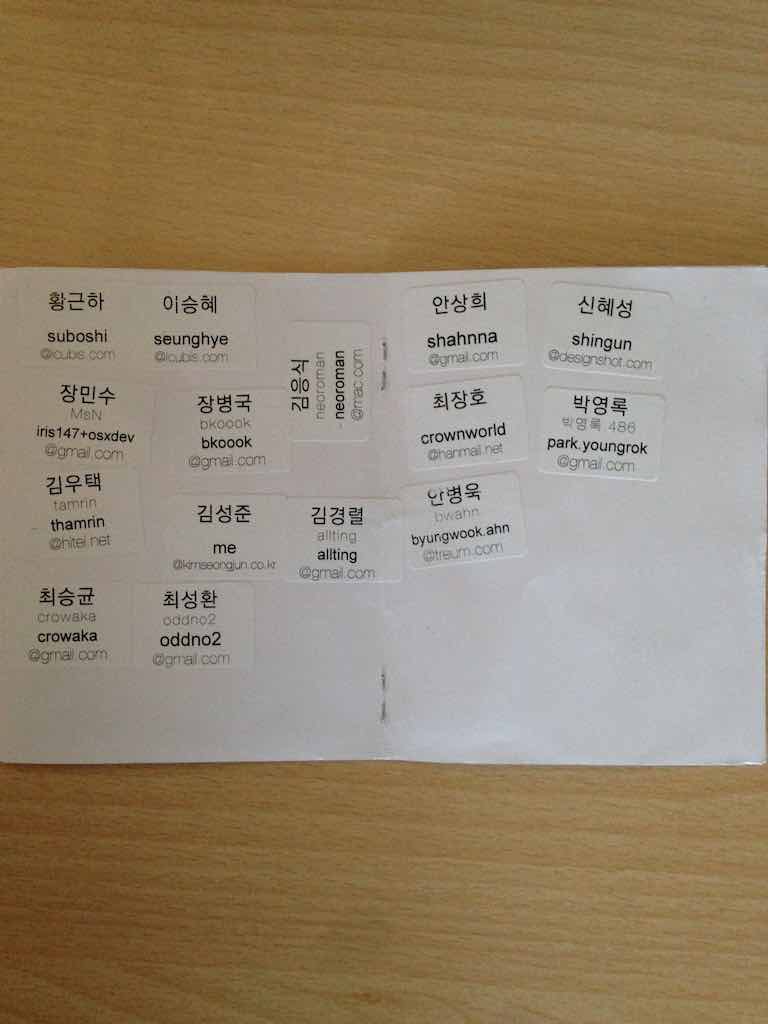 황근하
suboshi
@lcubis.com
이승혜
seunghye
@lcubis.com
김응식
neoroman
neoroman
@mac.com
장민수
MsN
iris147+osxdev
@gmail.com
장병국
bkoook
bkoook
@gmail.com
김우택
tamrin
thamrin
@hitel.net
김성준
me
@kimseongjun.co.kr
김경렬
allting
allting
@gmail.com
최승균
crowaka
crowaka
@gmail.com
최성환
oddno2
oddno2
@gmail.com
안상희
shahnna
@gmail.com
신혜성
shingun
@designshot.com
최장호
crownworld
@hanmail.net
박영록
박영록.486
park.youngrok
@gmail.com
안병욱
bwahn
byungwook.ahn
@treum.com